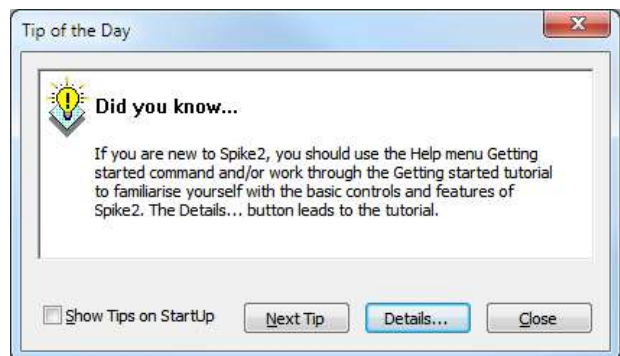 Tip of the Day
Did you know...
If you are new to Spike2, you should use the Help menu Getting
started command and/or work through the Getting started tutorial
to familiarise yourself with the basic controls and features of
Spike2. The Details... button leads to the tutorial.
Show Tips on StartUp Next Tip Details... Close